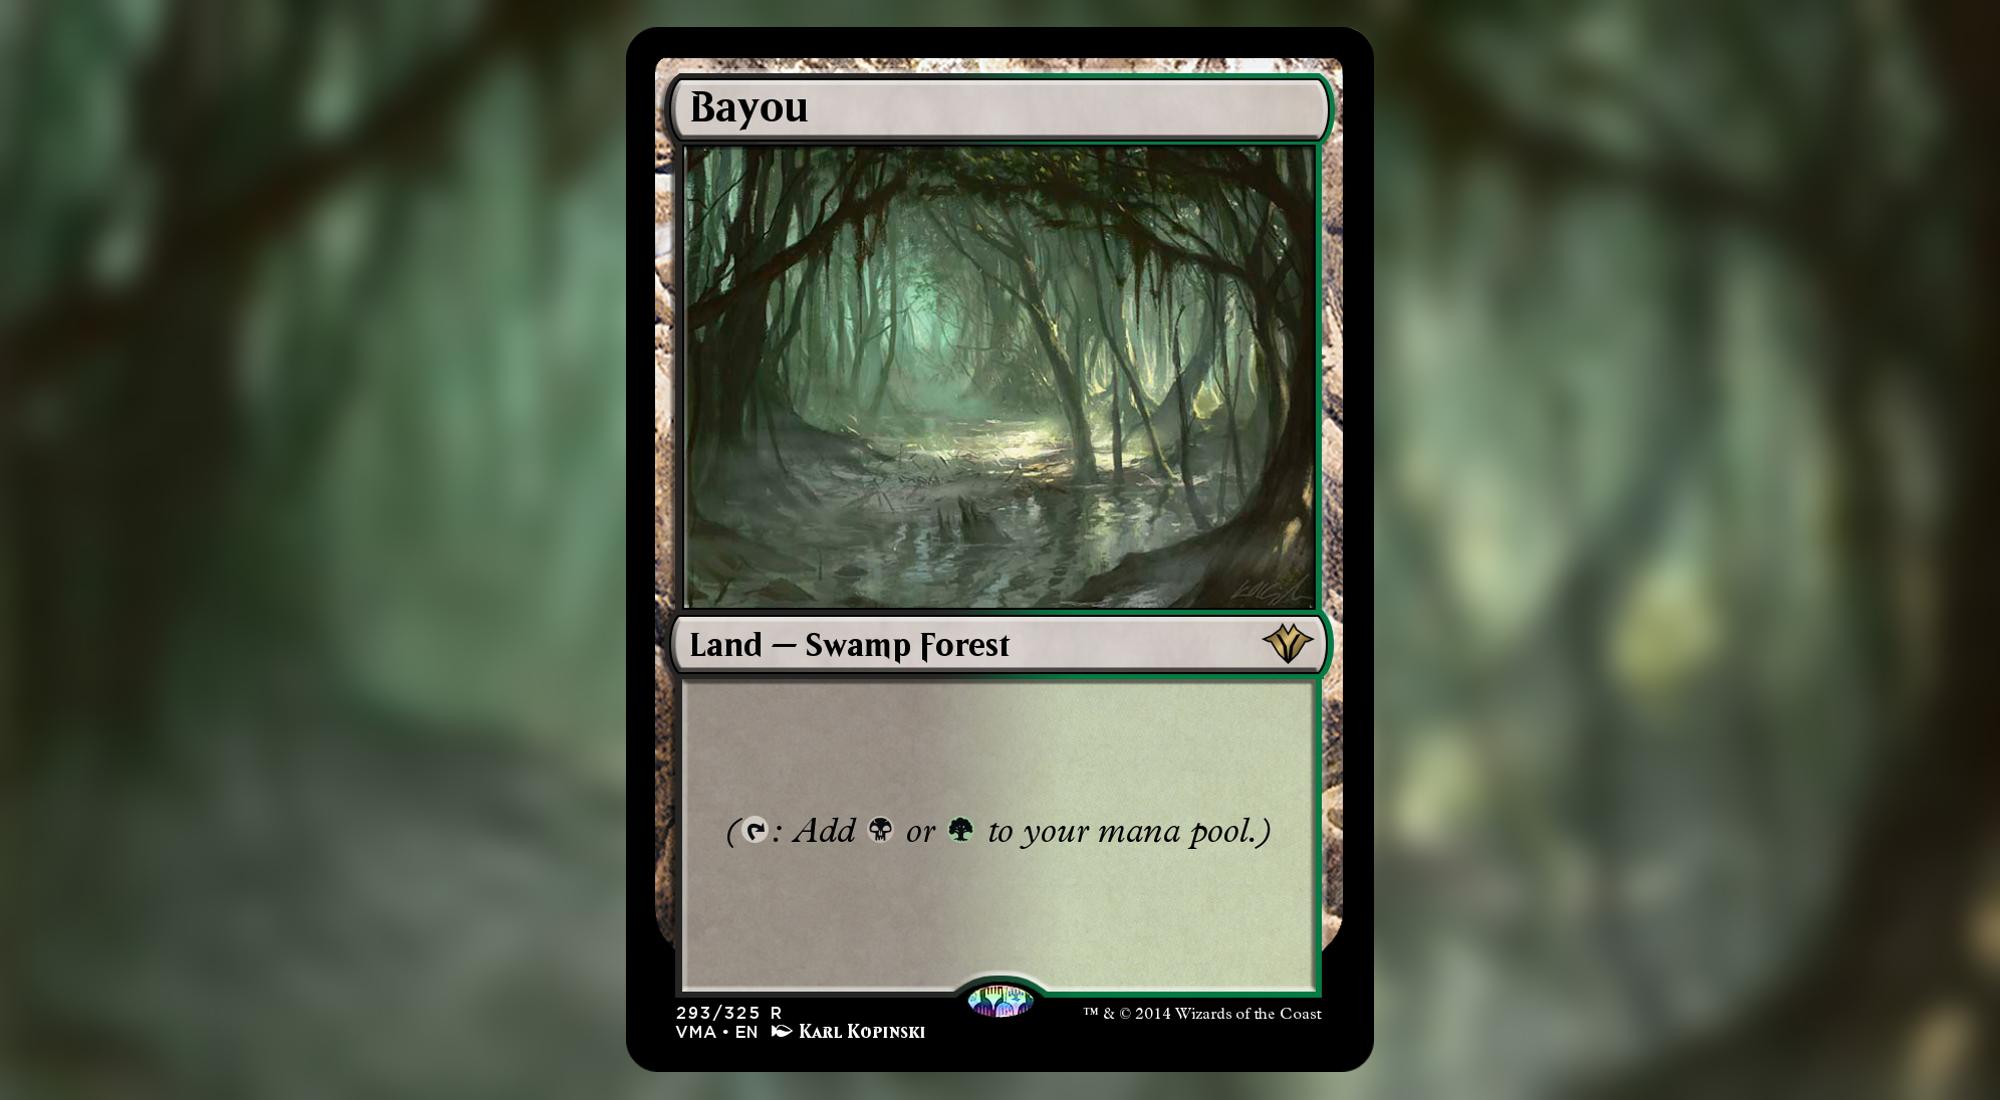 Bayou
Land — Swamp Forest
(: Add or to your mana pool.)
293/325 R
VMA • EN KARL KOPINSKI
™ & © 2014 Wizards of the Coast